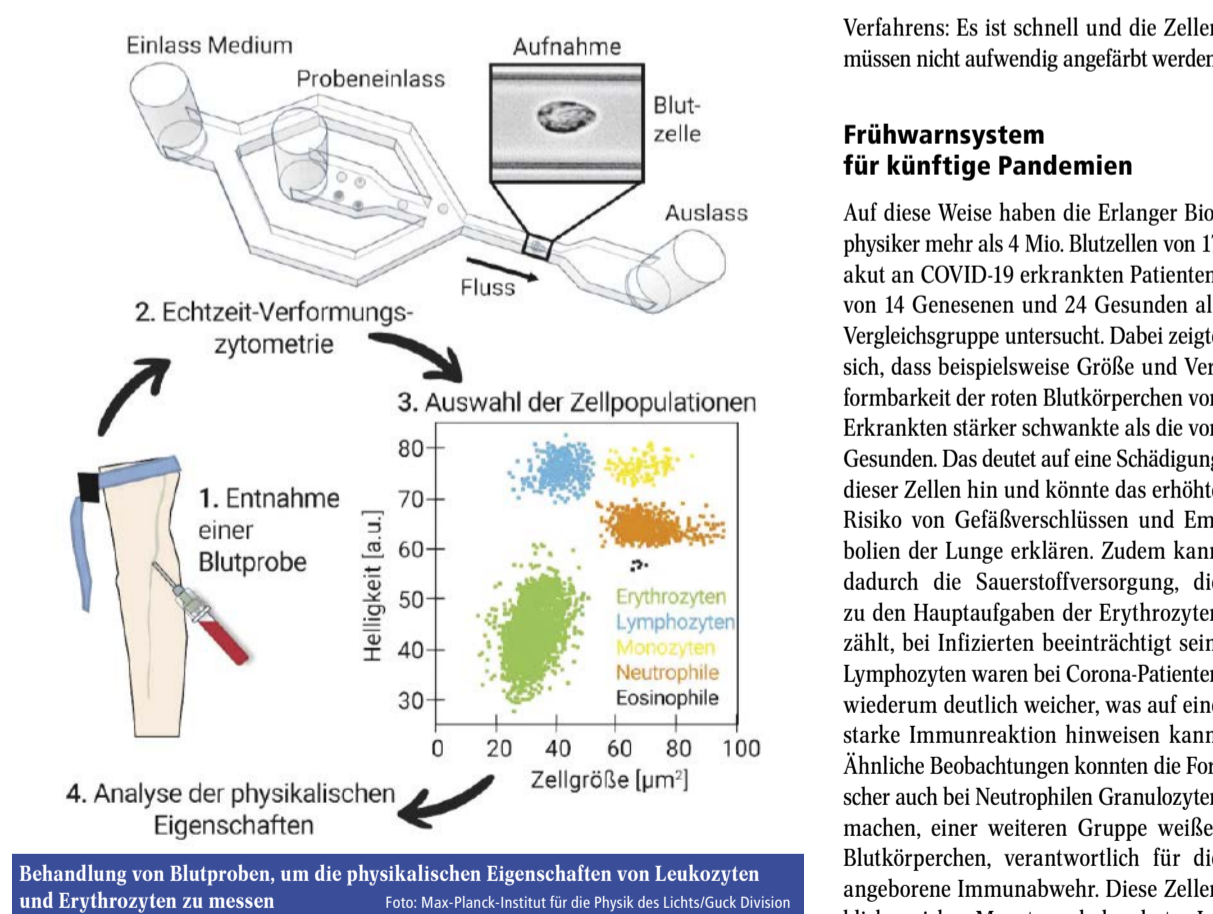 Einlass Medium
Probeneinlass
Aufnahme
Blut-
zelle
Auslass
Fluss
2. Echtzeit-Verformungs-
zytometrie
3. Auswahl der Zellpopulationen
1. Entnahme
einer
Blutprobe
Helligkeit [a.u.]
80
70
60
50
40
30
Erythrozyten
Lymphozyten
Monozyten
Neutrophile
Eosinophile
0 20 40 60 80 100
Zellgröße [µm²]
4. Analyse der physikalischen
Eigenschaften
Behandlung von Blutproben, um die physikalischen Eigenschaften von Leukozyten
und Erythrozyten zu messen Foto: Max-Planck-Institut für die Physik des Lichts/Guck Division
Verfahrens: Es ist schnell und die Zellen
müssen nicht aufwendig angefärbt werden
Frühwarnsystem
für künftige Pandemien
Auf diese Weise haben die Erlanger Bio
physiker mehr als 4 Mio. Blutzellen von 17
akut an COVID-19 erkrankten Patienten
von 14 Genesenen und 24 Gesunden al
Vergleichsgruppe untersucht. Dabei zeigte
sich, dass beispielsweise Größe und Ver
formbarkeit der roten Blutkörperchen von
Erkrankten stärker schwankte als die von
Gesunden. Das deutet auf eine Schädigung
dieser Zellen hin und könnte das erhöhte
Risiko von Gefäßverschlüssen und Em
bolien der Lunge erklären. Zudem kann
dadurch die Sauerstoffversorgung, die
zu den Hauptaufgaben der Erythrozyten
zählt, bei Infizierten beeinträchtigt sein
Lymphozyten waren bei Corona-Patienten
wiederum deutlich weicher, was auf eine
starke Immunreaktion hinweisen kann
Ähnliche Beobachtungen konnten die For
scher auch bei Neutrophilen Granulozyten
machen, einer weiteren Gruppe weiße
Blutkörperchen, verantwortlich für die
angeborene Immunabwehr. Diese Zellen